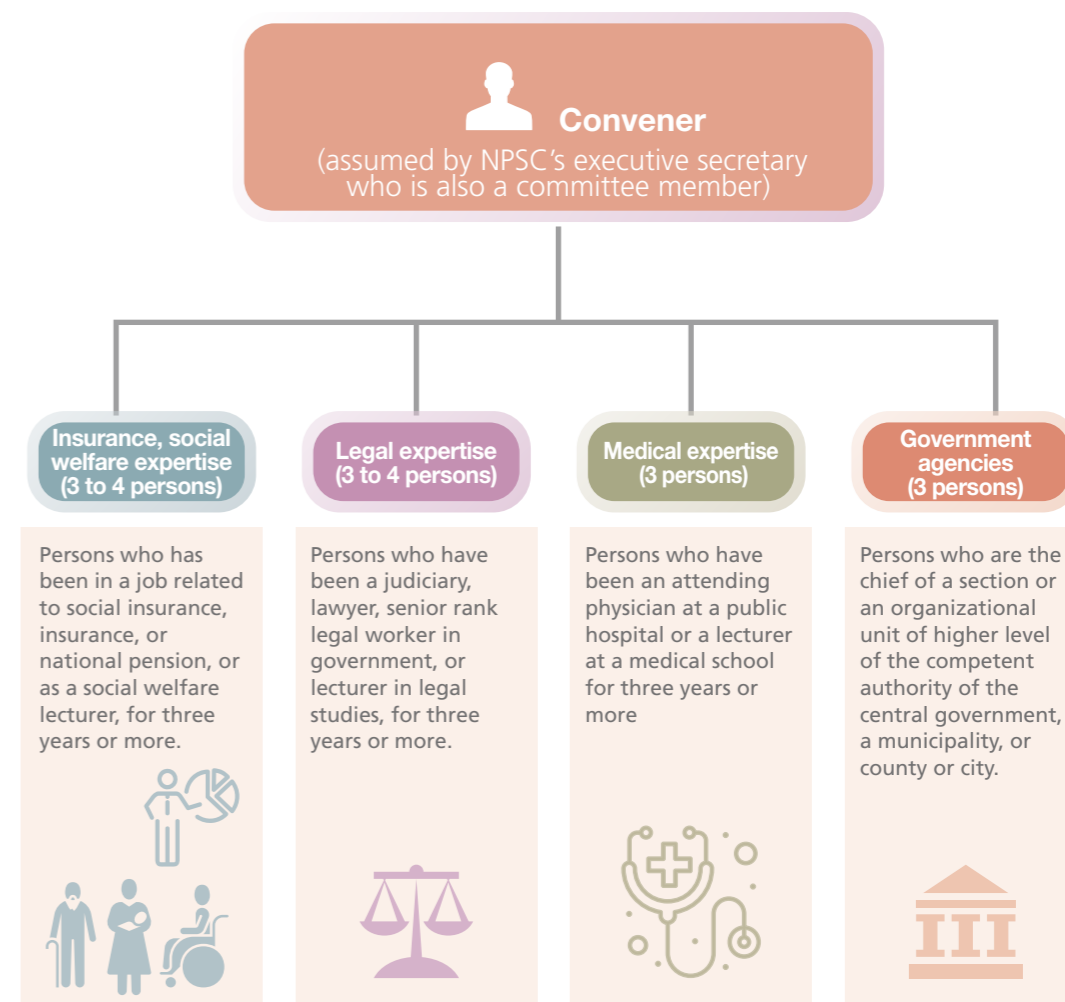 Convener
(assumed by NPSC’s executive secretary
who is also a committee member)
Insurance, social
welfare expertise
(3 to 4 persons)
Legal expertise
(3 to 4 persons)
Medical expertise
(3 persons)
Government
agencies
(3 persons)
Persons who has
been in a job related
to social insurance,
insurance, or
national pension, or
as a social welfare
lecturer, for three
years or more.
Persons who have
been a judiciary,
lawyer, senior rank
legal worker in
government, or
lecturer in legal
studies, for three
years or more.
Persons who have
been an attending
physician at a public
hospital or a lecturer
at a medical school
for three years or
more
Persons who are the
chief of a section or
an organizational
unit of higher level
of the competent
authority of the
central government,
a municipality, or
county or city.